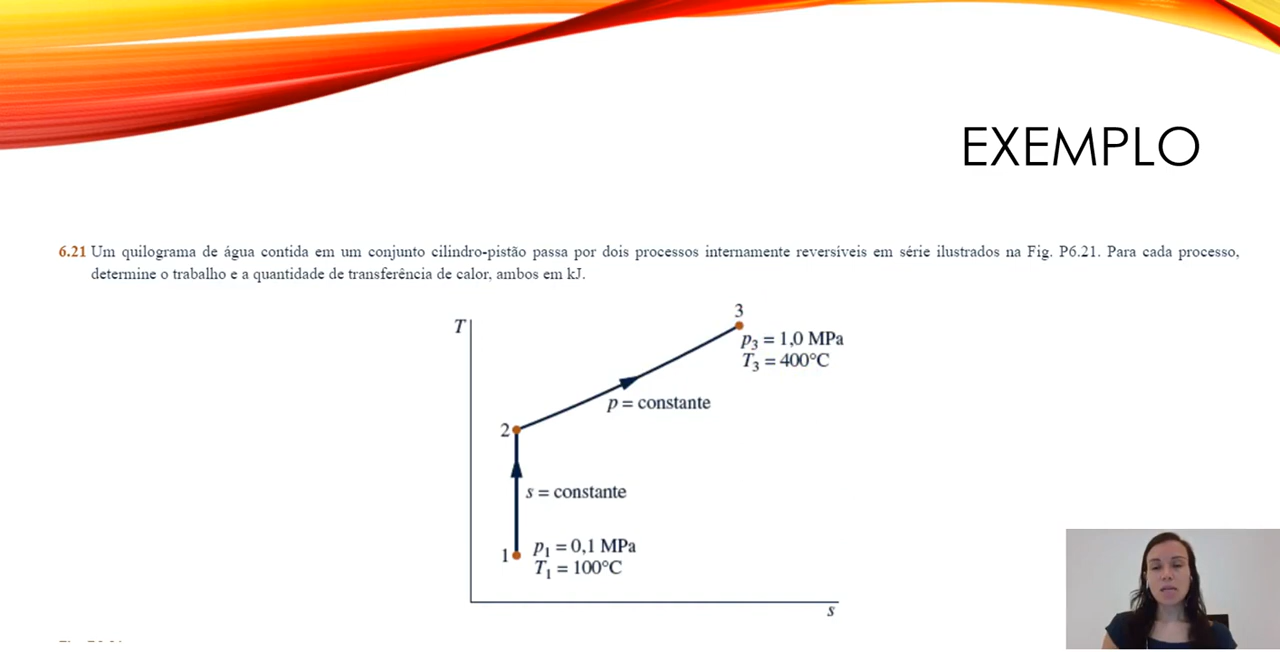 EXEMPLO
6.21 Um quilograma de água contida em um conjunto cilindro-pistão passa por dois processos internamente reversíveis em série ilustrados na Fig. P6.21. Para cada processo,
determine o trabalho e a quantidade de transferência de calor, ambos em kJ.
T
3
p₃ = 1,0 MPa
T₃ = 400°C
p = constante
2
s = constante
1
p₁ = 0,1 MPa
T₁ = 100°C
s